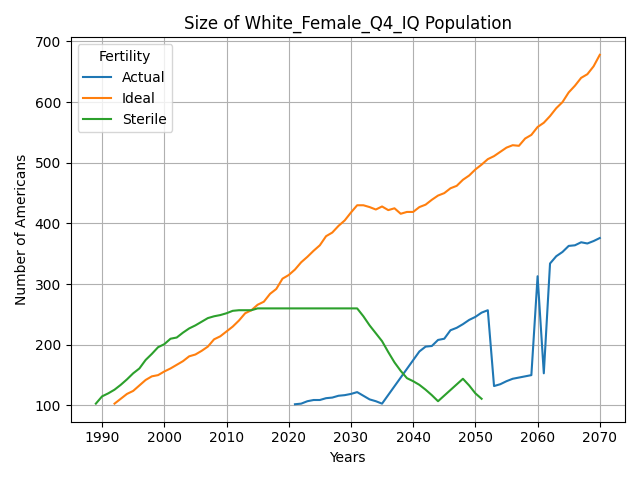 Size of White_Female_Q4_IQ Population
Number of Americans
700
600
500
400
300
200
100
Fertility
Actual
Ideal
Sterile
1990 2000 2010 2020 2030 2040 2050 2060 2070
Years